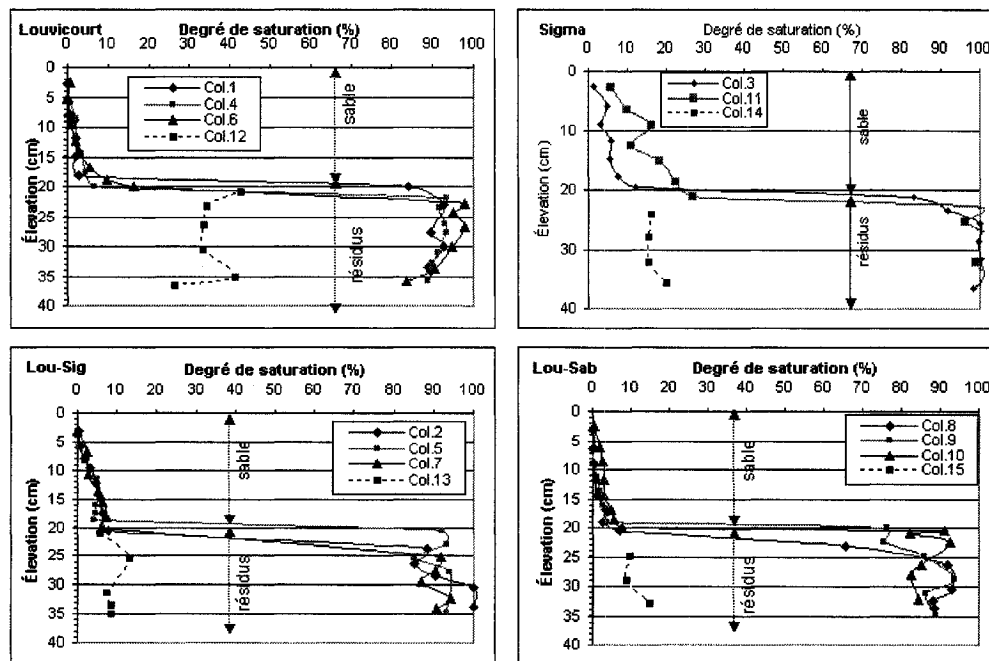 Louvicourt Degré de saturation (%)
0 10 20 30 40 50 60 70 80 90 100
0
5
10
15
20
25
30
35
40
Élevation (cm)
Col.1
Col.4
Col.6
Col.12
sable
résidus
Sigma Degré de saturation (%)
0 10 20 30 40 50 60 70 80 90 100
0
10
20
30
40
Élevation (cm)
Col.3
Col.11
Col.14
sable
résidus
Lou-Sig Degré de saturation (%)
0 10 20 30 40 50 60 70 80 90 100
0
5
10
15
20
25
30
35
40
Élevation (cm)
Col.2
Col.5
Col.7
Col.13
sable
résidus
Lou-Sab Degré de saturation (%)
0 10 20 30 40 50 60 70 80 90 100
0
5
10
15
20
25
30
35
40
Élevation (cm)
Col.8
Col.9
Col.10
Col.15
sable
résidus